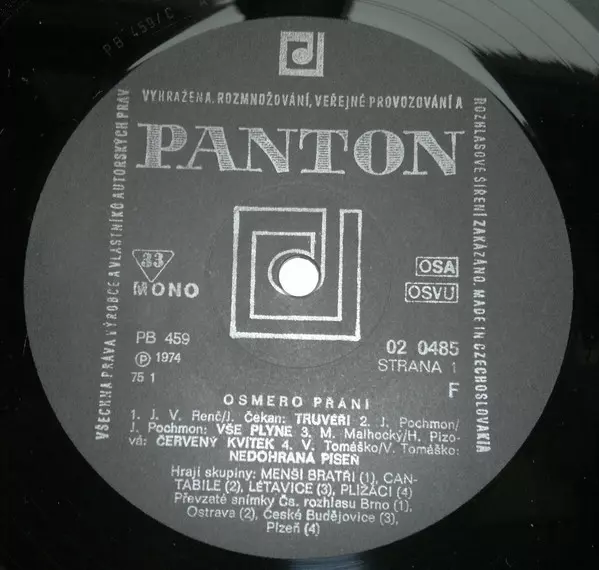 PB 459/C
VŠECHNA PRÁVA VÝROBCE A VLASTNÍKŮ AUTORSKÝCH PRÁV
VYHRAŽENA. ROZMNOŽOVÁNÍ, VEŘEJNÉ PROVOZOVÁNÍ A
ROZHLASOVÉ ŠÍŘENÍ ZAKÁZÁNO. MADE IN CZECHOSLOVAKIA
PANTON
33
MONO
OSA
OSVU
PB 459
Ⓟ 1974
75 1
02 0485
STRANA 1
F
OSMERO PŘÁNÍ
1. J. V. Renč/J. Čekan: TRUVÉŘI 2. J. Pochmon/
J. Pochmon: VŠE PLYNE 3. M. Malhocký/H. Pizo-
vá: ČERVENÝ KVÍTEK 4. V. Tomáško/V. Tomáško:
NEDOHRANÁ PÍSEŇ
Hrají skupiny: MENŠÍ BRATŘI (1), CAN-
TABILE (2), LÉTAVICE (3), PLIŽÁCI (4)
Převzaté snímky Čs. rozhlasu Brno (1),
Ostrava (2), České Budějovice (3),
Plzeň (4)